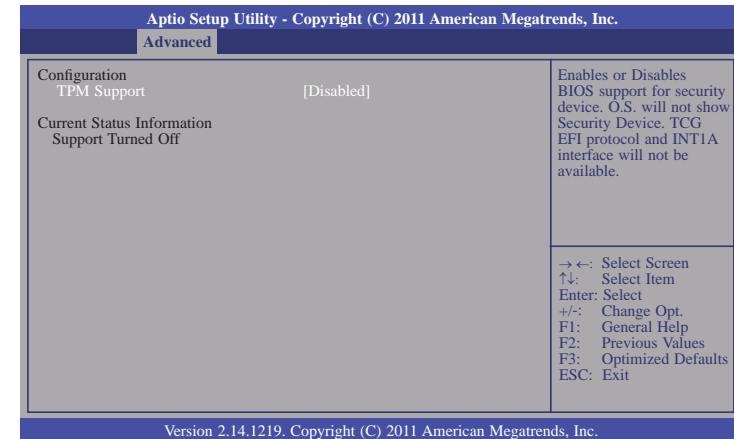 Aptio Setup Utility - Copyright (C) 2011 American Megatrends, Inc.
Advanced
Configuration
TPM Support [Disabled]
Current Status Information
Support Turned Off
Enables or Disables
BIOS support for security
device. O.S. will not show
Security Device. TCG
EFI protocol and INT1A
interface will not be
available.
→←: Select Screen
↑↓: Select Item
Enter: Select
+/-: Change Opt.
F1: General Help
F2: Previous Values
F3: Optimized Defaults
ESC: Exit
Version 2.14.1219. Copyright (C) 2011 American Megatrends, Inc.